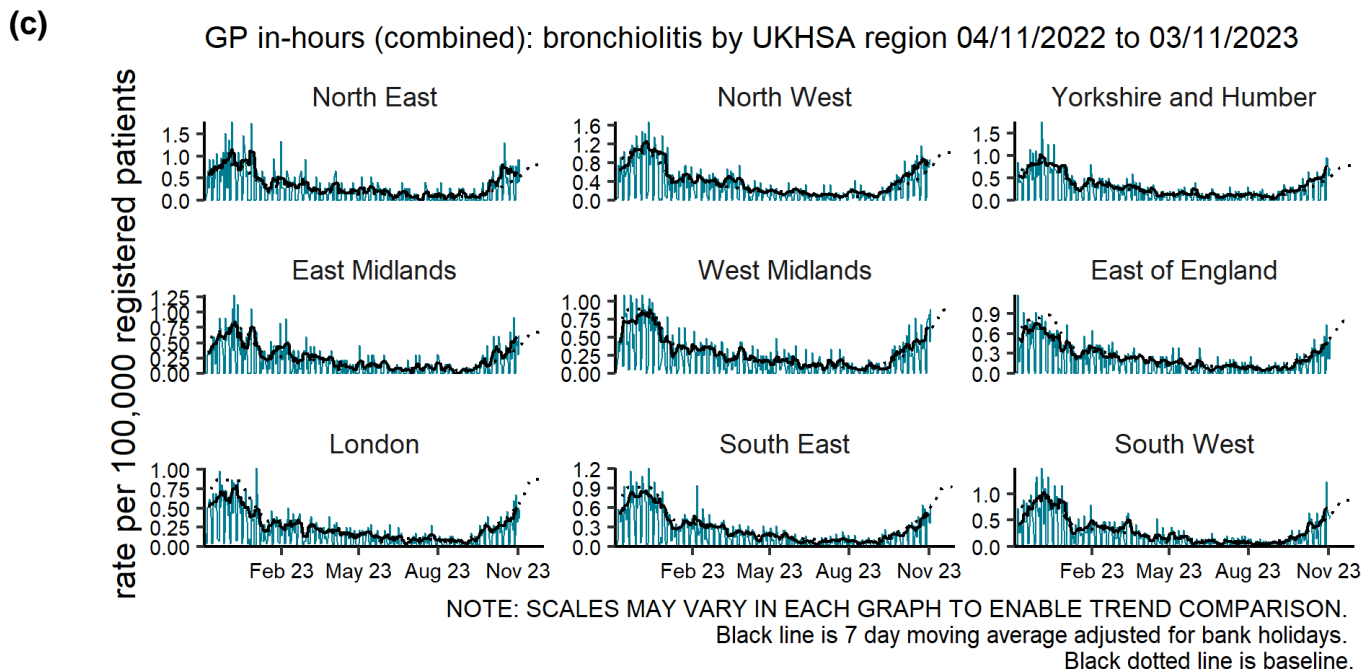 (c)
GP in-hours (combined): bronchiolitis by UKHSA region 04/11/2022 to 03/11/2023
rate per 100,000 registered patients
North East
1.5
1.0
0.5
0.0
North West
1.6
1.2
0.8
0.4
0.0
Yorkshire and Humber
1.5
1.0
0.5
0.0
East Midlands
1.25
1.00
0.75
0.50
0.25
0.00
West Midlands
1.00
0.75
0.50
0.25
0.00
East of England
0.9
0.6
0.3
0.0
London
1.00
0.75
0.50
0.25
0.00
South East
1.2
0.9
0.6
0.3
0.0
South West
1.0
0.5
0.0
Feb 23 May 23 Aug 23 Nov 23
Feb 23 May 23 Aug 23 Nov 23
Feb 23 May 23 Aug 23 Nov 23
NOTE: SCALES MAY VARY IN EACH GRAPH TO ENABLE TREND COMPARISON.
Black line is 7 day moving average adjusted for bank holidays.
Black dotted line is baseline.